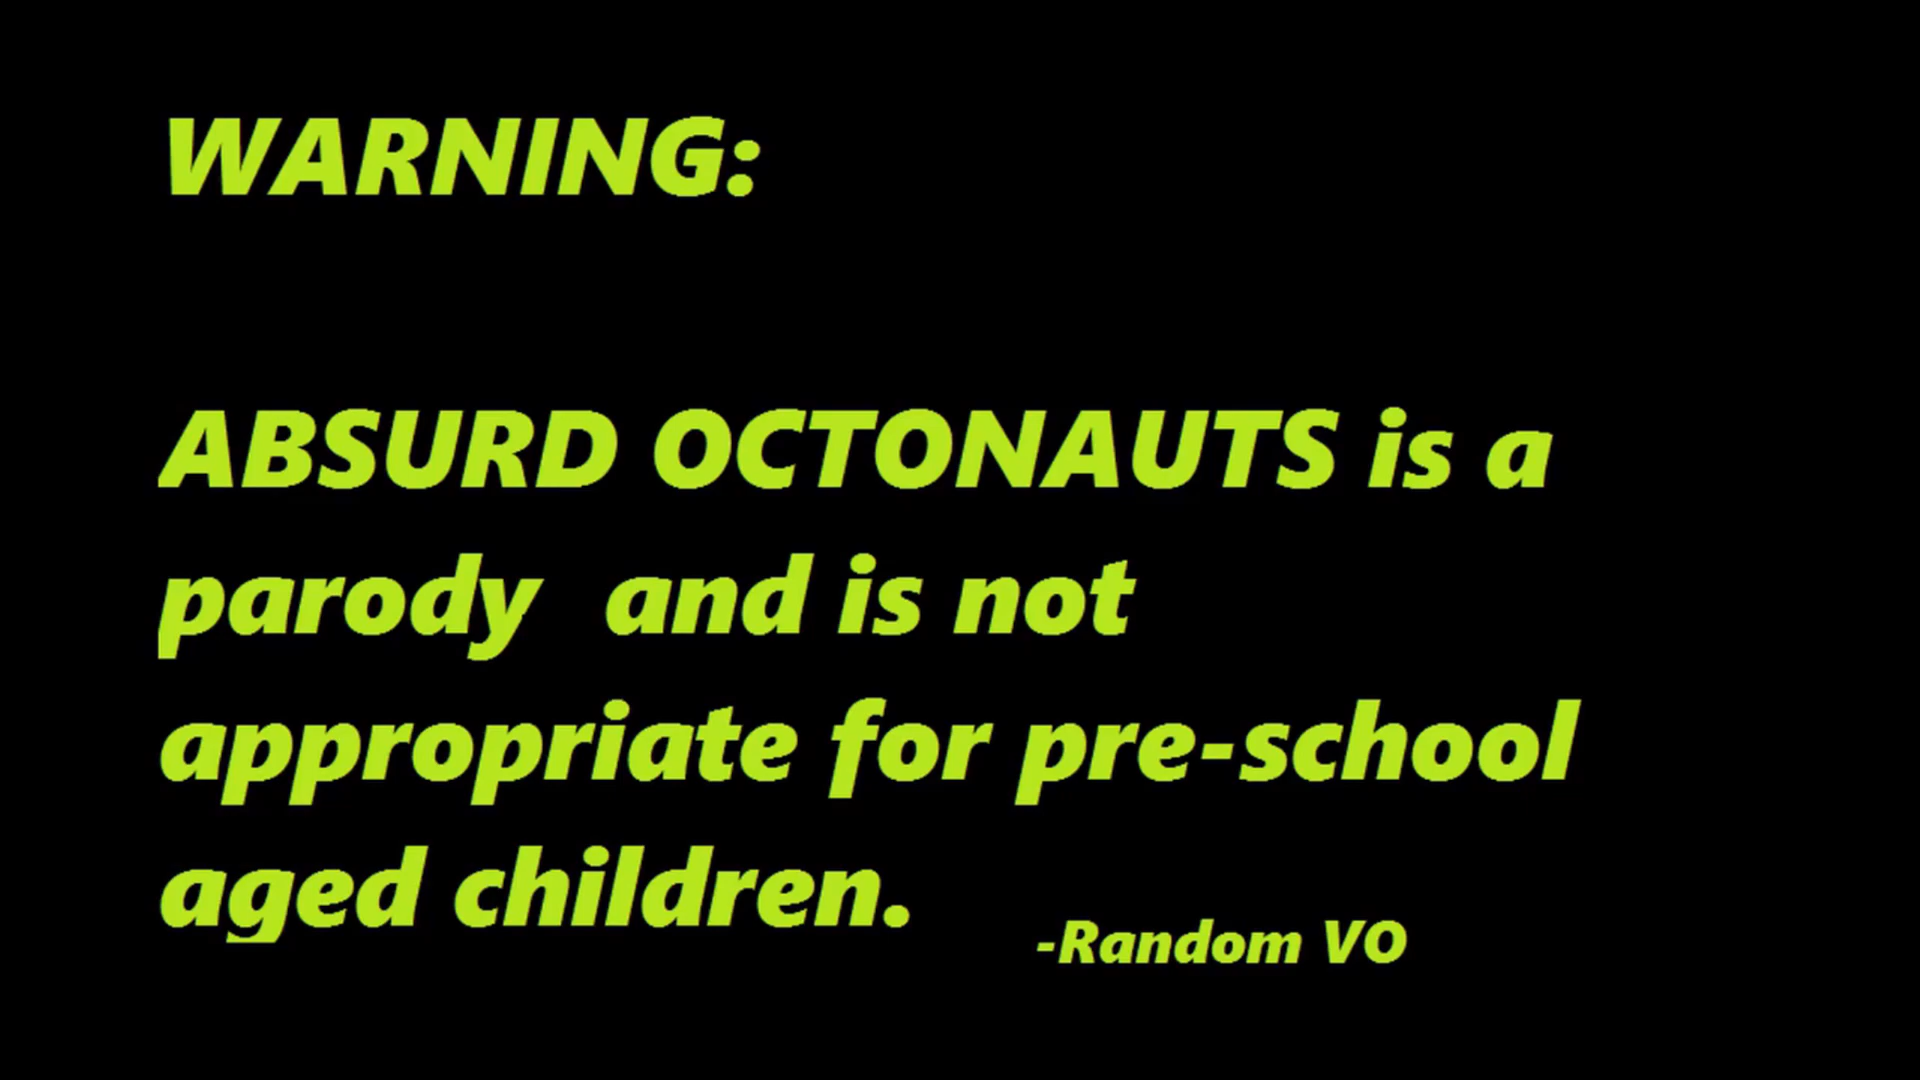 WARNING:
ABSURD OCTONAUTS is a
parody  and is not
appropriate for pre-school
aged children.
-Random VO